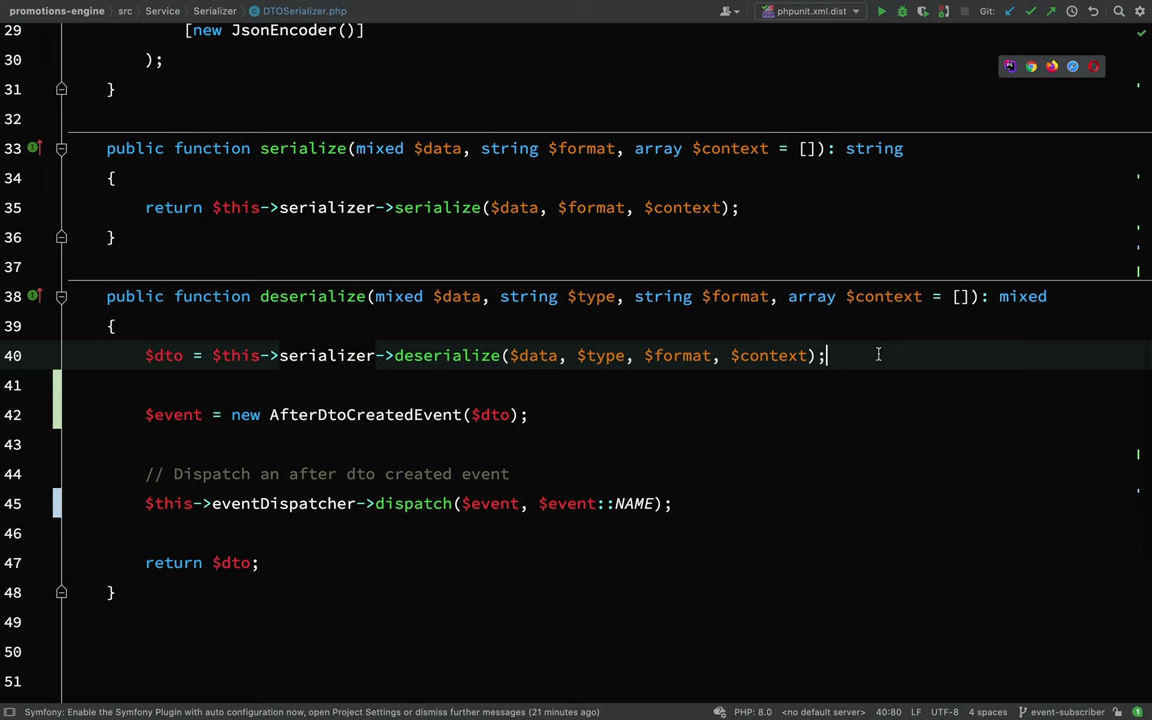 promotions-engine src Service Serializer DTOSerializer.php phpunit.xml.dist Git:
29 [new JsonEncoder()]
30 );
31 }
32
33 public function serialize(mixed $data, string $format, array $context = []): string
34 {
35 return $this->serializer->serialize($data, $format, $context);
36 }
37
38 public function deserialize(mixed $data, string $type, string $format, array $context = []): mixed
39 {
40 $dto = $this->serializer->deserialize($data, $type, $format, $context);
41
42 $event = new AfterDtoCreatedEvent($dto);
43
44 // Dispatch an after dto created event
45 $this->eventDispatcher->dispatch($event, $event::NAME);
46
47 return $dto;
48 }
49
50
51
Symfony: Enable the Symfony Plugin with auto configuration now, open Project Settings or dismiss further messages (21 minutes ago) PHP: 8.0 <no default server> 40:80 LF UTF-8 4 spaces event-subscriber 1